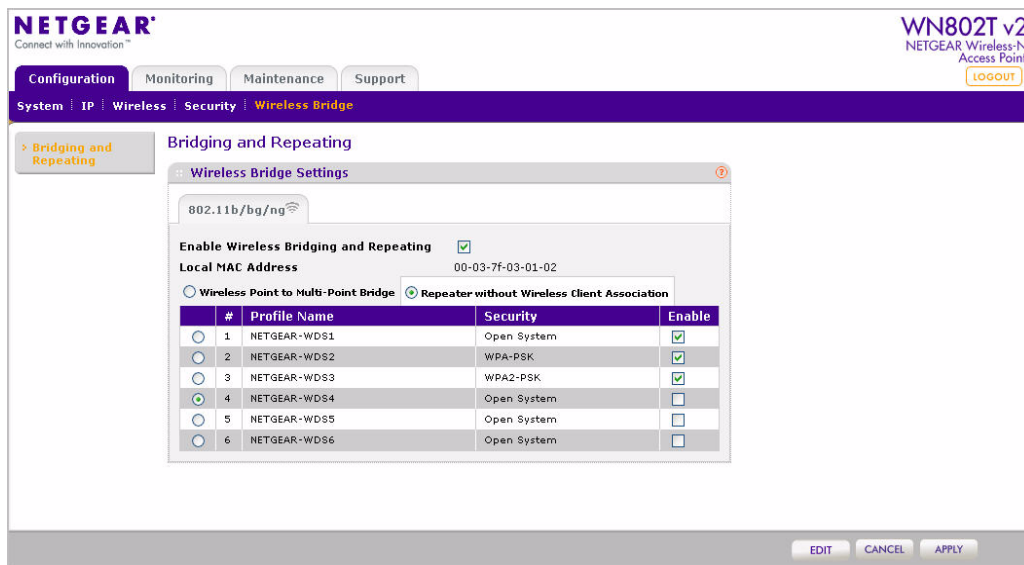 NETGEAR
Connect with Innovation™
WN802T v2
NETGEAR Wireless-N
Access Point
LOGOUT
Configuration Monitoring Maintenance Support
System IP Wireless Security Wireless Bridge
> Bridging and
Repeating
Bridging and Repeating
Wireless Bridge Settings ?
802.11b/bg/ng
Enable Wireless Bridging and Repeating
Local MAC Address 00-03-7f-03-01-02
Wireless Point to Multi-Point Bridge Repeater without Wireless Client Association
# Profile Name Security Enable
1 NETGEAR-WDS1 Open System
2 NETGEAR-WDS2 WPA-PSK
3 NETGEAR-WDS3 WPA2-PSK
4 NETGEAR-WDS4 Open System
5 NETGEAR-WDS5 Open System
6 NETGEAR-WDS6 Open System
EDIT CANCEL APPLY